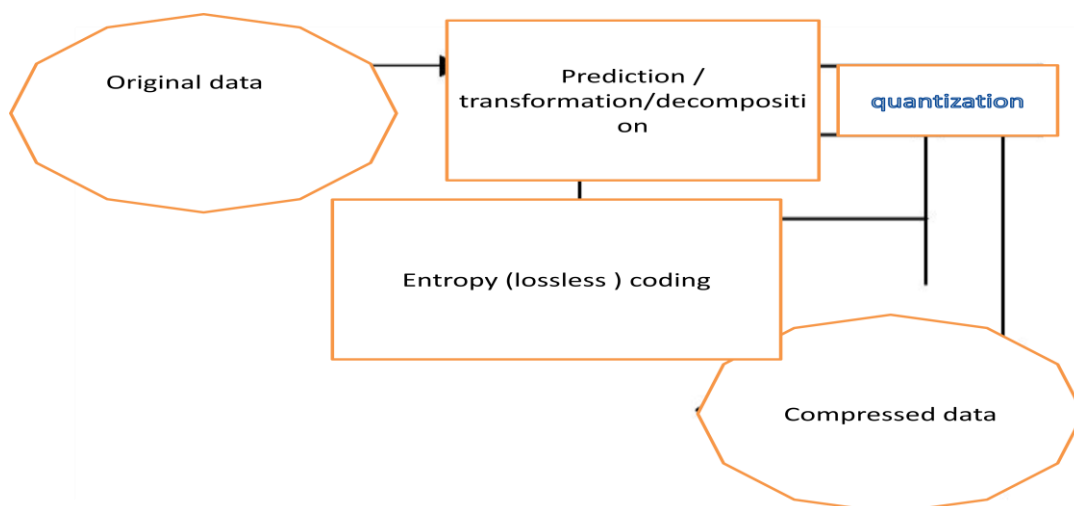 Original data
Prediction /
transformation/decompositi
on
quantization
Entropy (lossless ) coding
Compressed data